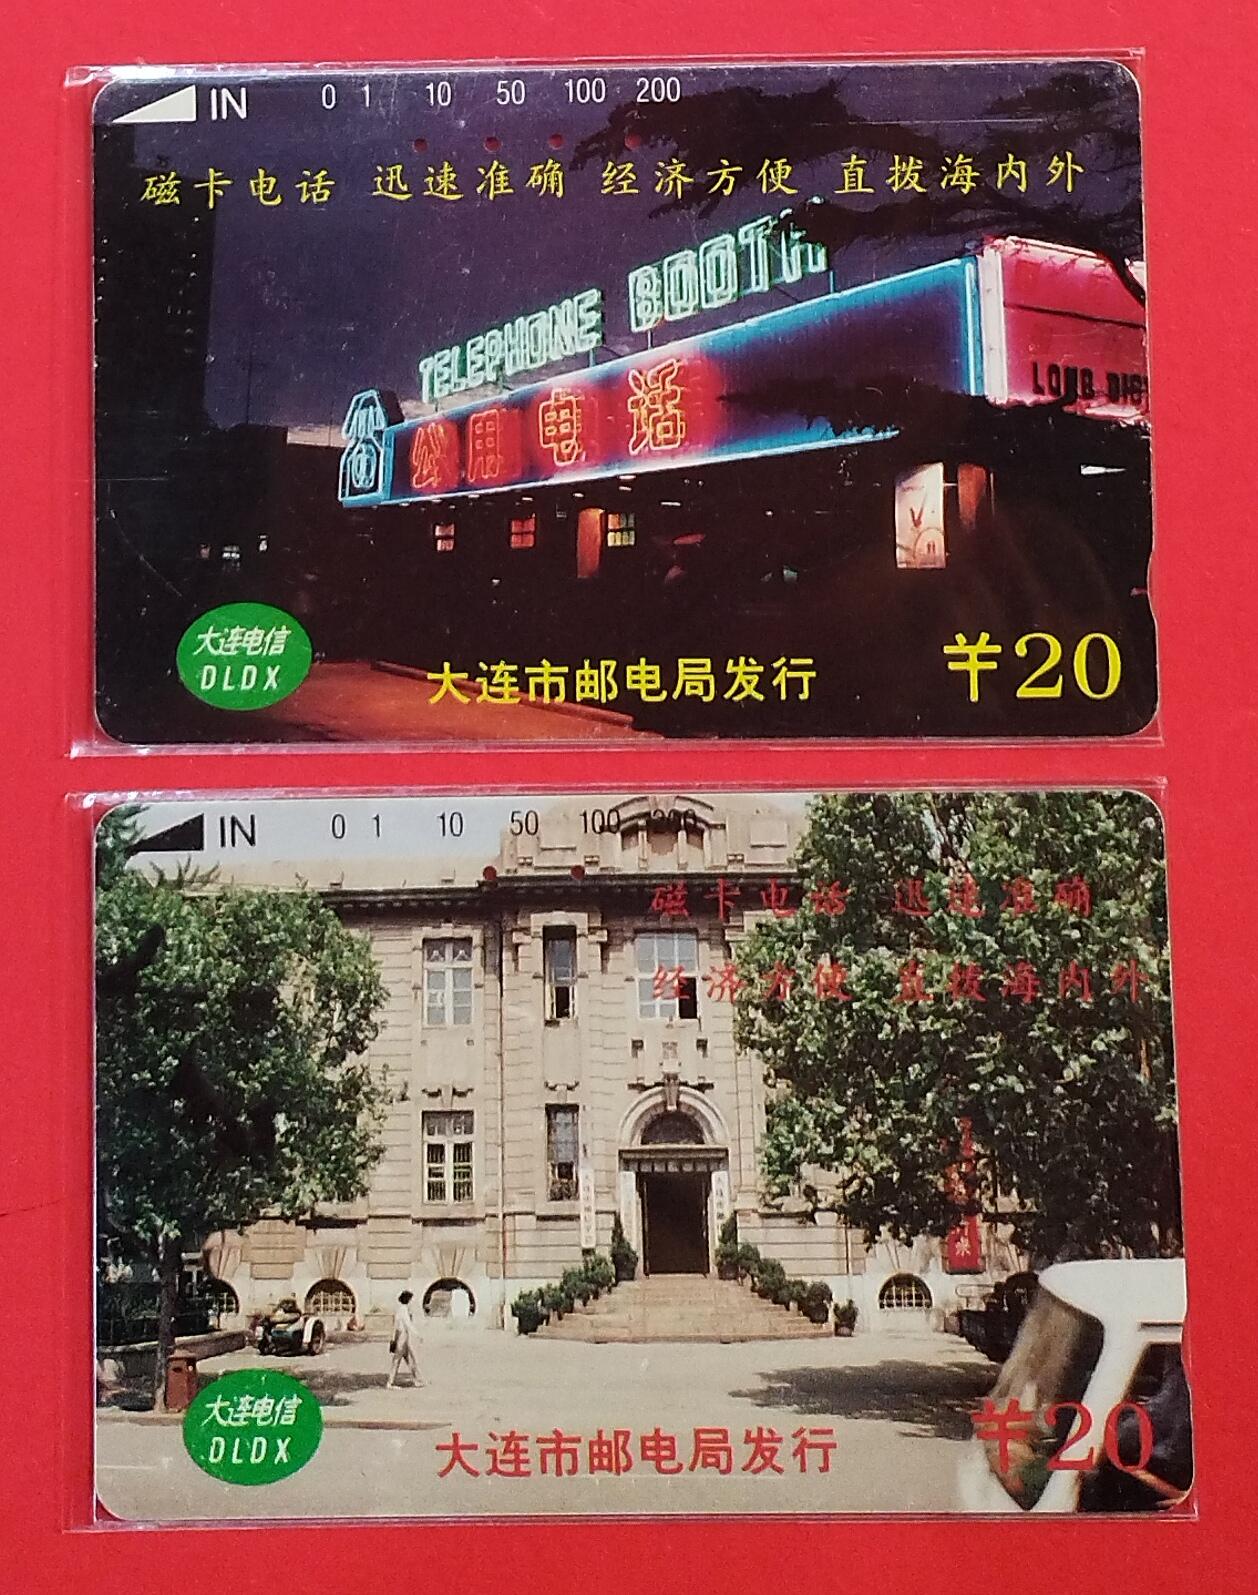 IN 0 1 10 50 100 200
磁卡电话 迅速准确 经济方便 直拨海内外
TELEPHONE BOOTH
公用电话
LONG DIS
大连电信
DLDX
大连市邮电局发行
¥20
IN 0 1 10 50 100 200
磁卡电话 迅速准确
经济方便 直拨海内外
大连电信
DLDX
大连市邮电局发行
¥20